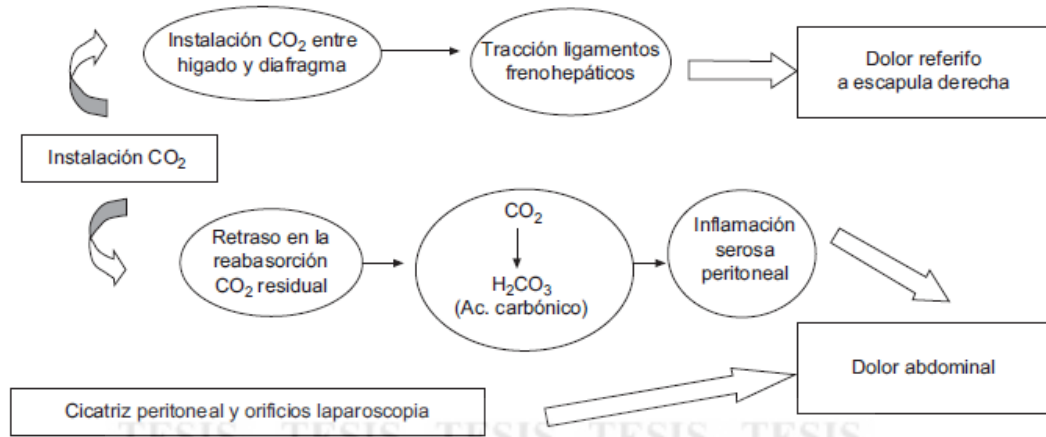 Instalación CO₂ entre
higado y diafragma
Tracción ligamentos
frenohepáticos
Dolor referifo
a escapula derecha
Instalación CO₂
Retraso en la
reabasorción
CO₂ residual
CO₂
H₂CO₃
(Ac. carbónico)
Inflamación
serosa
peritoneal
Dolor abdominal
Cicatriz peritoneal y orificios laparoscopia
TESIS TESIS TESIS TESIS TESIS